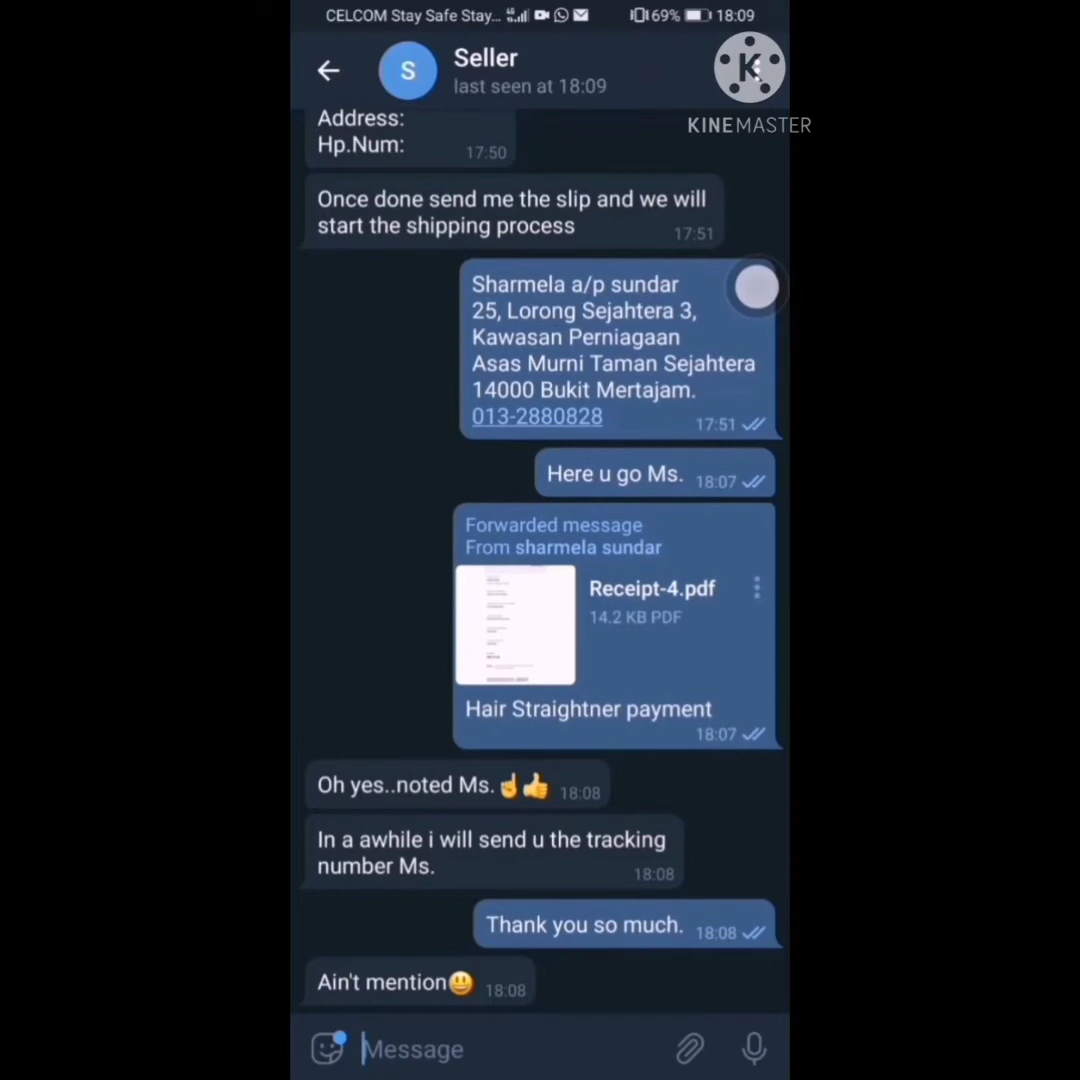 CELCOM Stay Safe Stay... 69% 18:09
S
Seller
last seen at 18:09
K
KINEMASTER
Address:
Hp.Num:
17:50
Once done send me the slip and we will
start the shipping process
17:51
Sharmela a/p sundar
25, Lorong Sejahtera 3,
Kawasan Perniagaan
Asas Murni Taman Sejahtera
14000 Bukit Mertajam.
013-2880828
17:51
Here u go Ms. 18:07
Forwarded message
From sharmela sundar
Receipt-4.pdf
14.2 KB PDF
Hair Straightner payment
18:07
Oh yes..noted Ms.☝👍 18:08
In a awhile i will send u the tracking
number Ms.
18:08
Thank you so much. 18:08
Ain't mention😃 18:08
Message